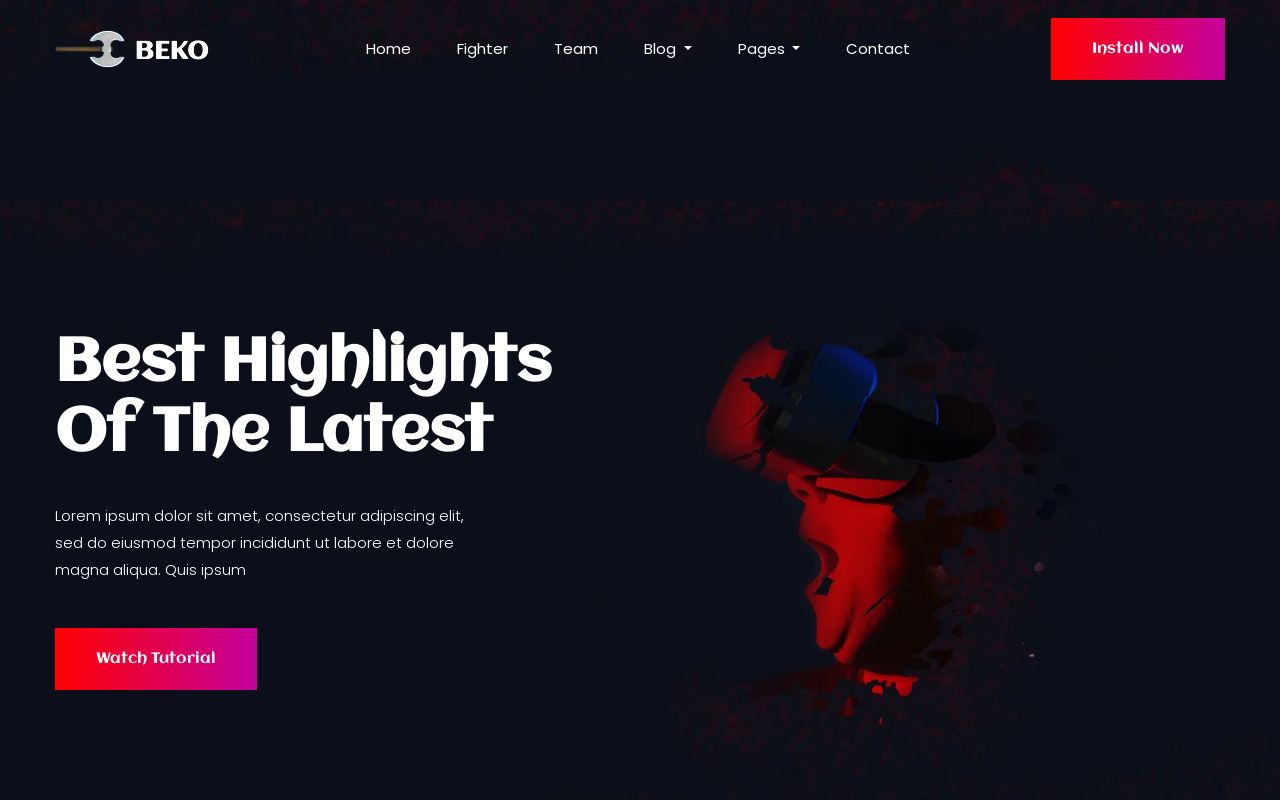 BEKO
Home
Fighter
Team
Blog
Pages
Contact
Install Now
Best Highlights
Of The Latest
Lorem ipsum dolor sit amet, consectetur adipiscing elit,
sed do eiusmod tempor incididunt ut labore et dolore
magna aliqua. Quis ipsum
Watch Tutorial